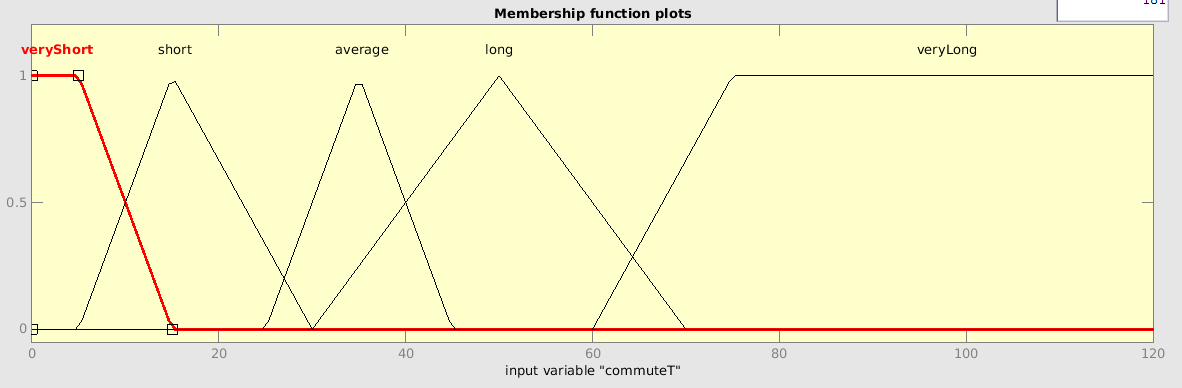 Membership function plots
181
veryShort short average long veryLong
1
0.5
0
0 20 40 60 80 100 120
input variable "commuteT"